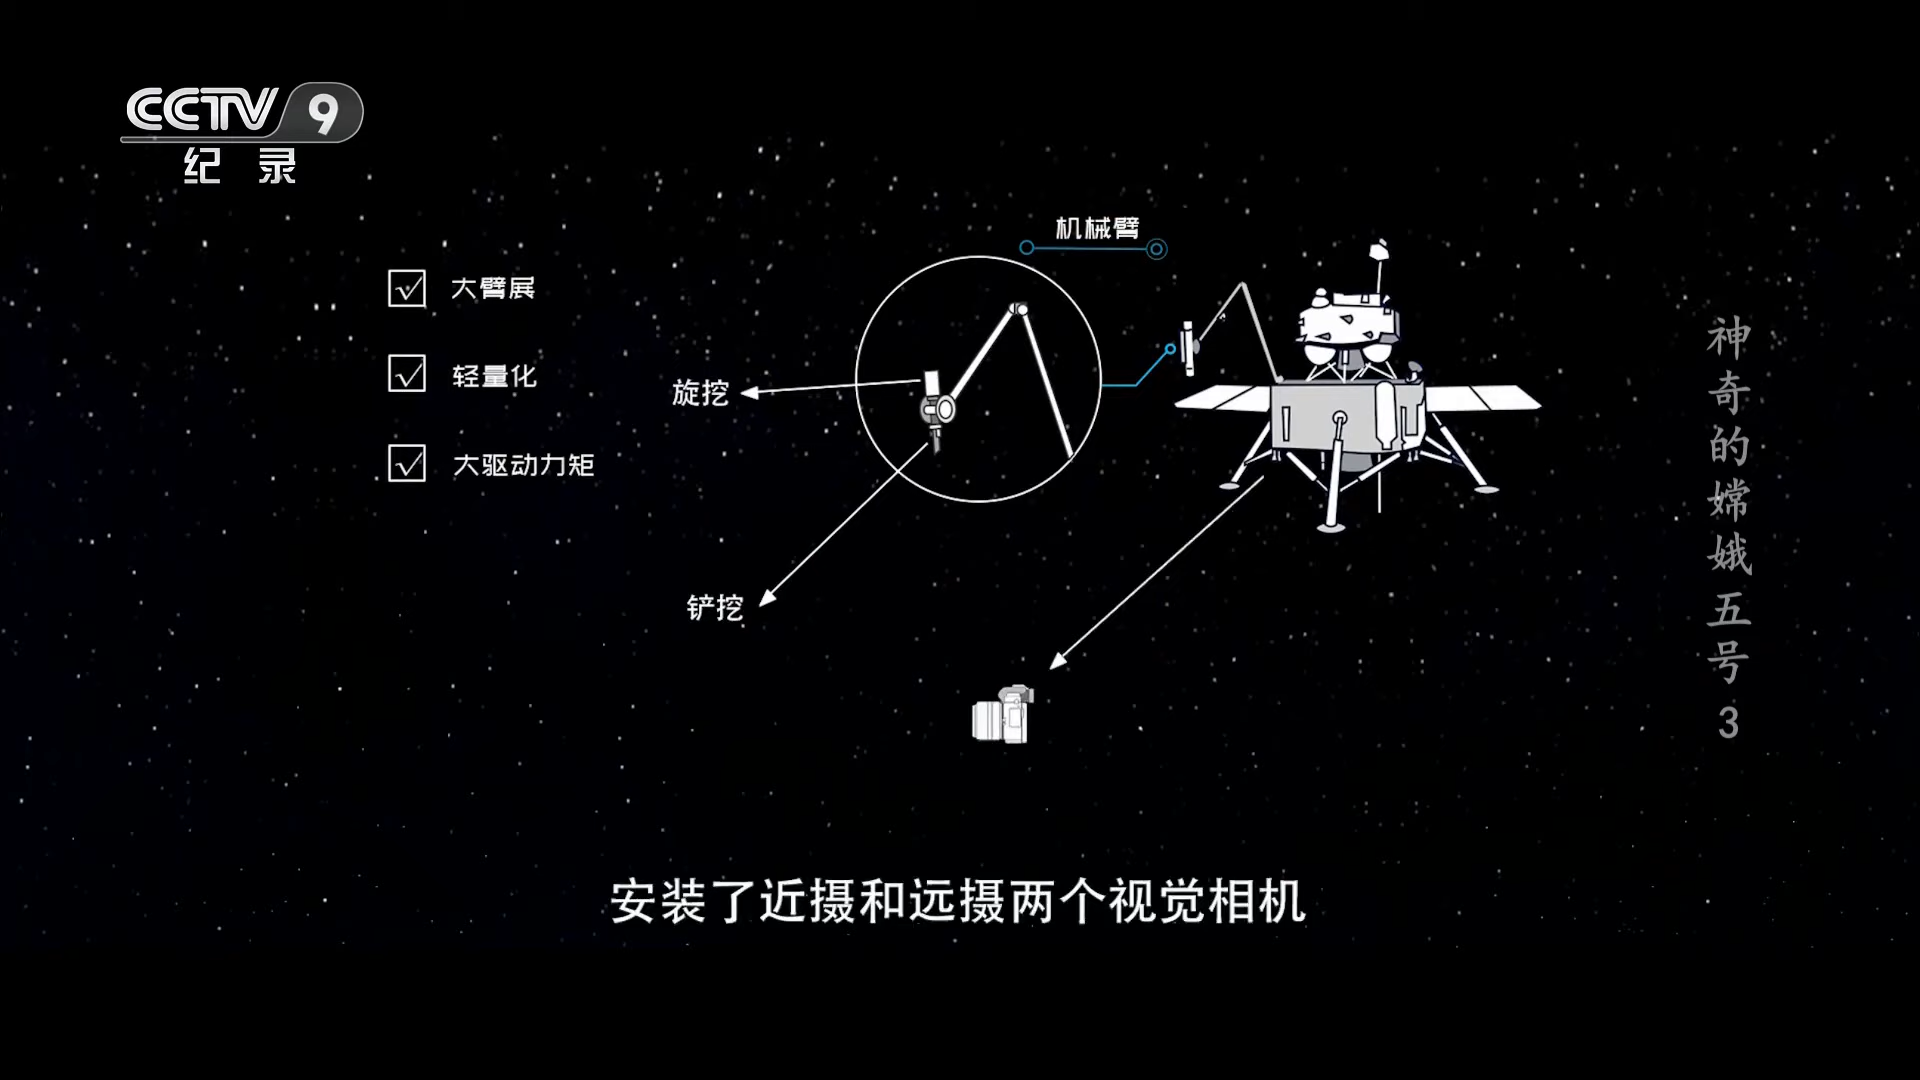 CCTV 9
纪 录
机械臂
大臂展
轻量化
旋挖
大驱动力矩
铲挖
神奇的嫦娥五号 3
安装了近摄和远摄两个视觉相机